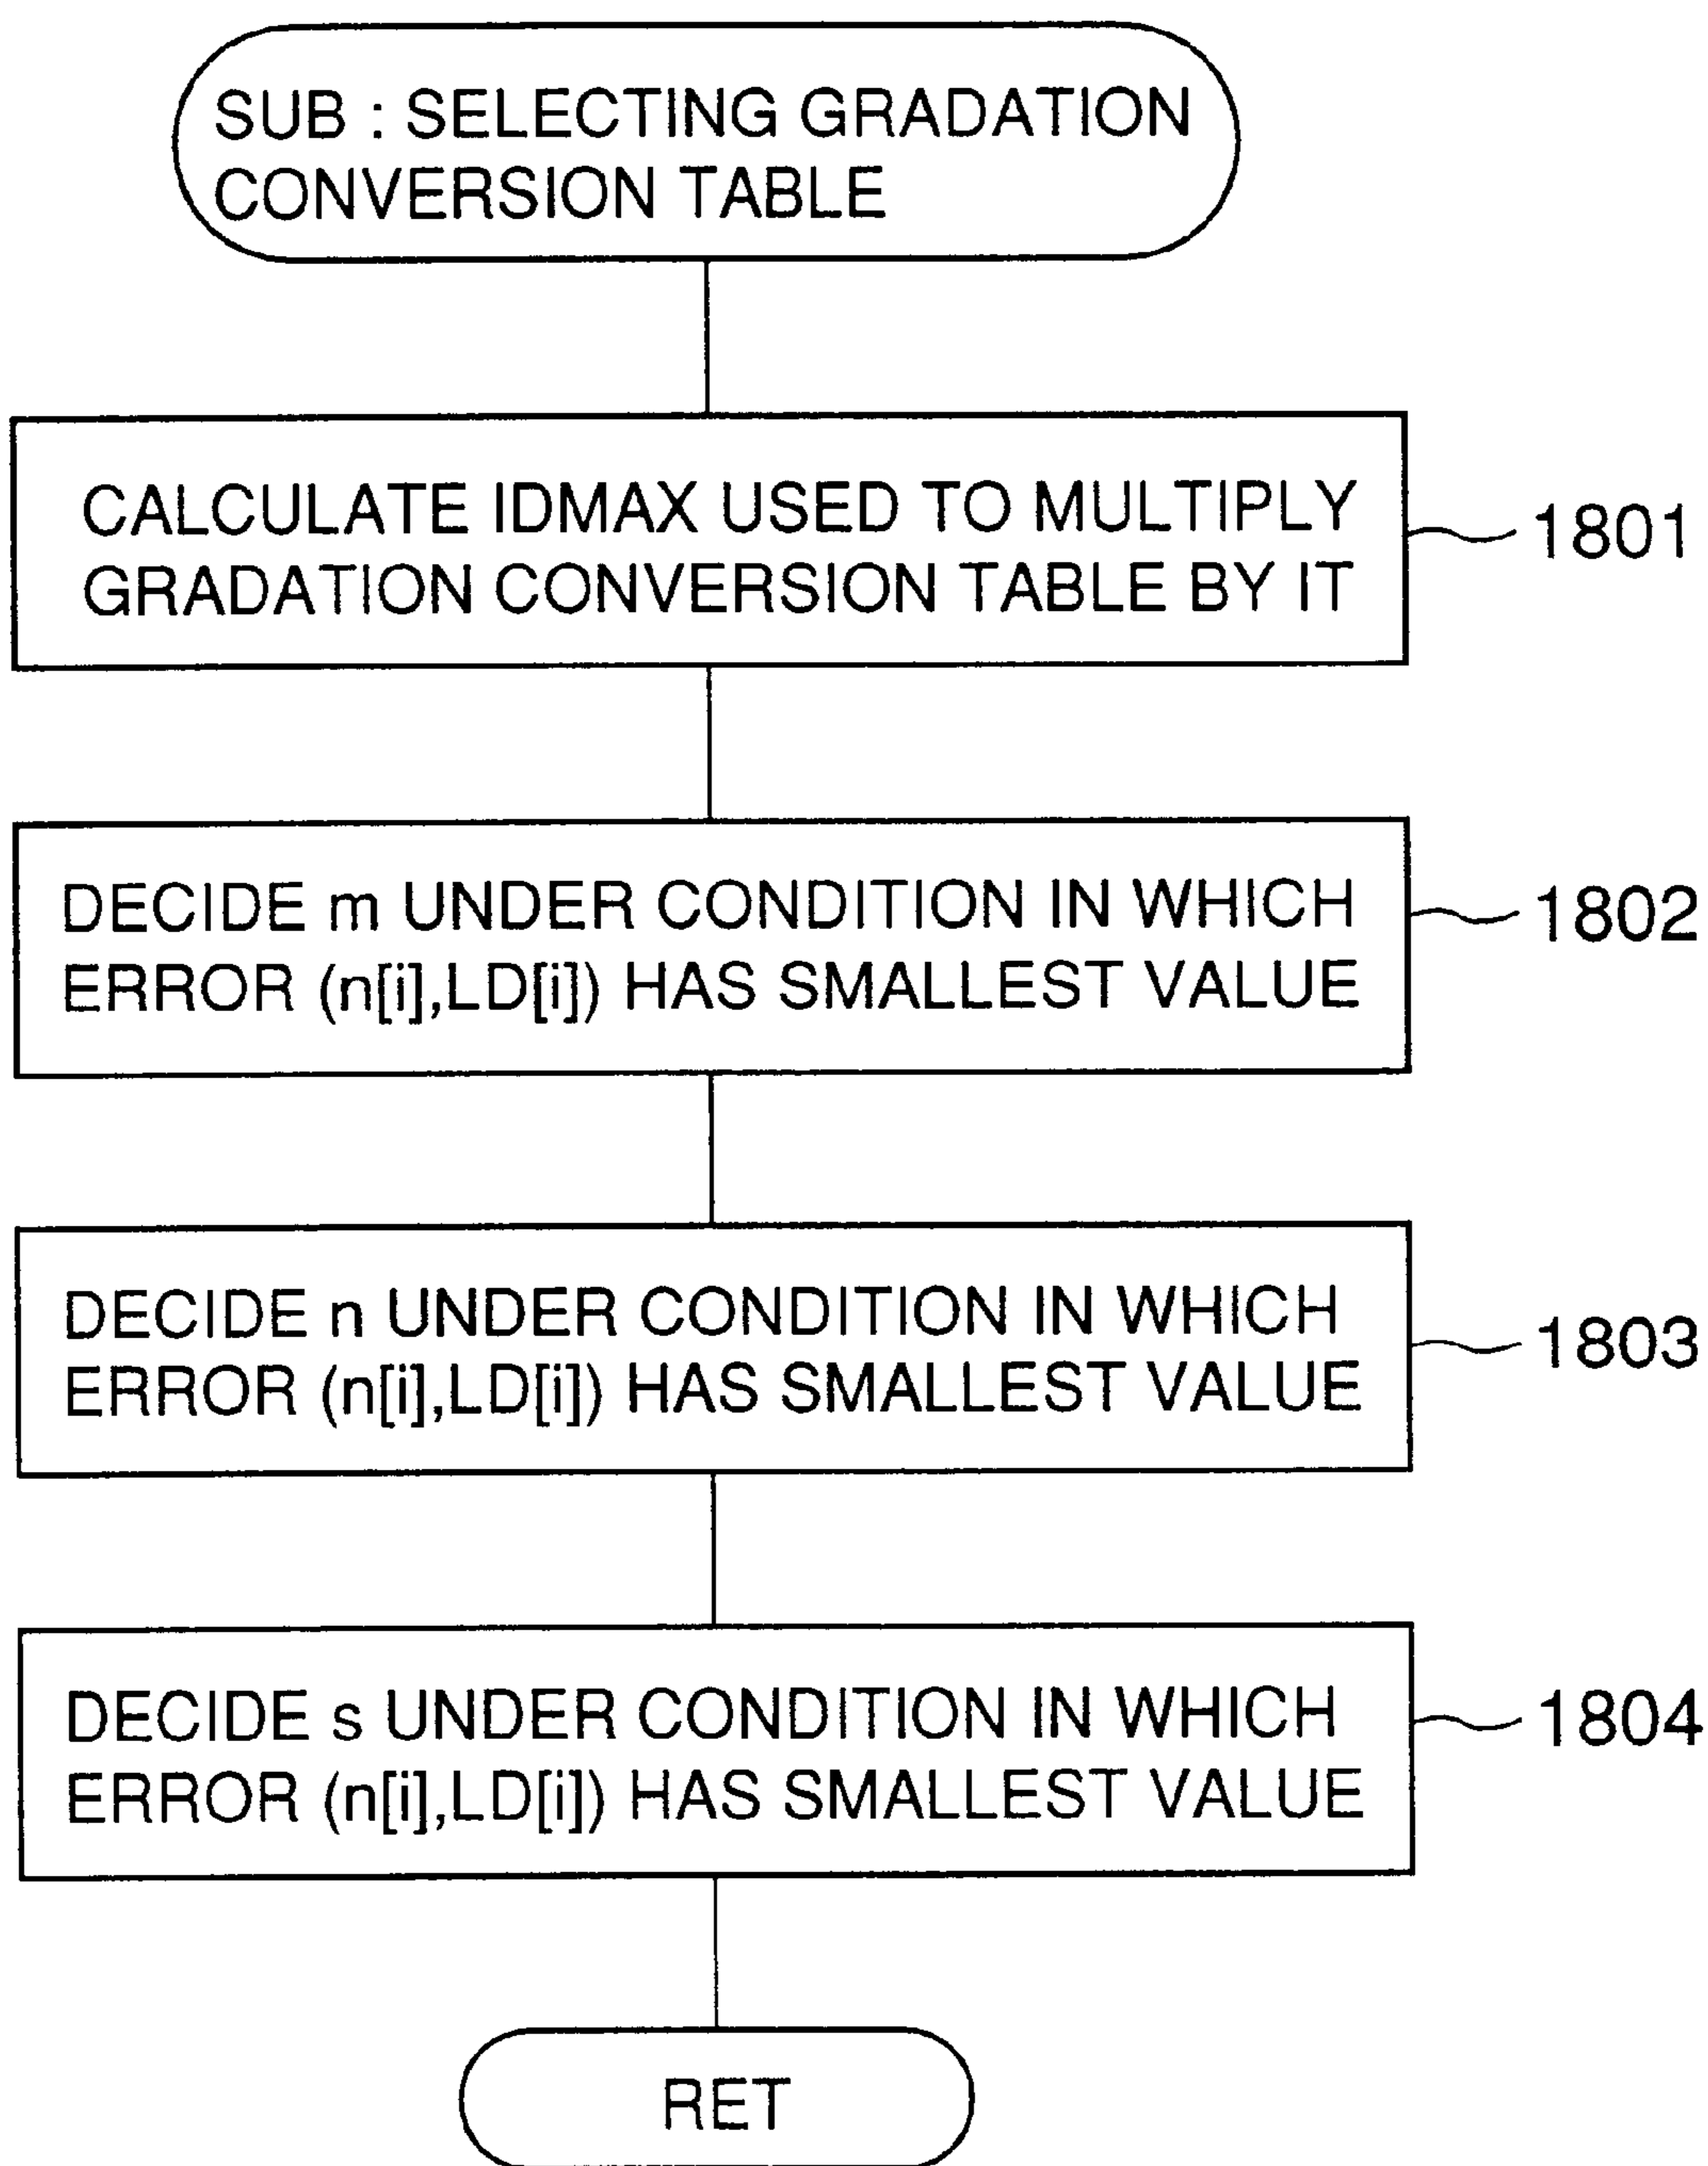 SUB : SELECTING GRADATION
CONVERSION TABLE
CALCULATE IDMAX USED TO MULTIPLY
GRADATION CONVERSION TABLE BY IT
1801
DECIDE m UNDER CONDITION IN WHICH
ERROR (n[i],LD[i]) HAS SMALLEST VALUE
1802
DECIDE n UNDER CONDITION IN WHICH
ERROR (n[i],LD[i]) HAS SMALLEST VALUE
1803
DECIDE s UNDER CONDITION IN WHICH
ERROR (n[i],LD[i]) HAS SMALLEST VALUE
1804
RET